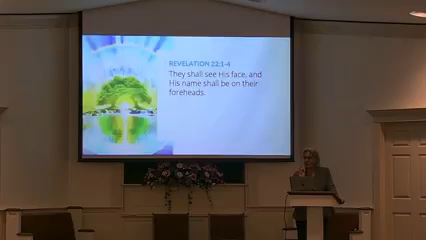 REVELATION 22:1-4
They shall see His face, and
His name shall be on their
foreheads.